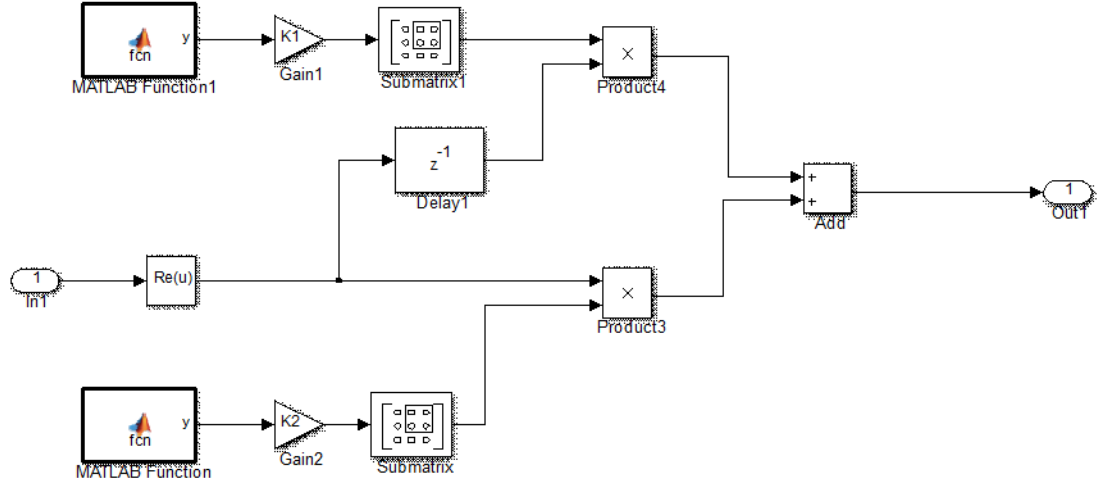 y
fcn
MATLAB Function1
K1
Gain1
Submatrix1
×
Product4
z-1
Delay1
+
+
Add
1
Out1
1
In1
Re(u)
×
Product3
y
fcn
MATLAB Function
K2
Gain2
Submatrix